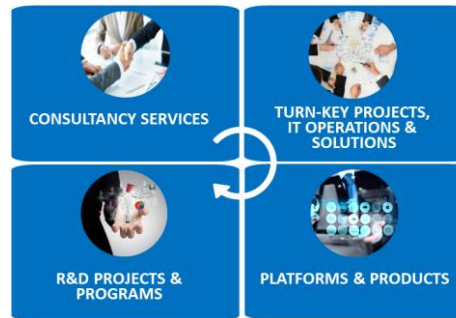 CONSULTANCY SERVICES
TURN-KEY PROJECTS,
IT OPERATIONS &
SOLUTIONS
R&D PROJECTS &
PROGRAMS
PLATFORMS & PRODUCTS